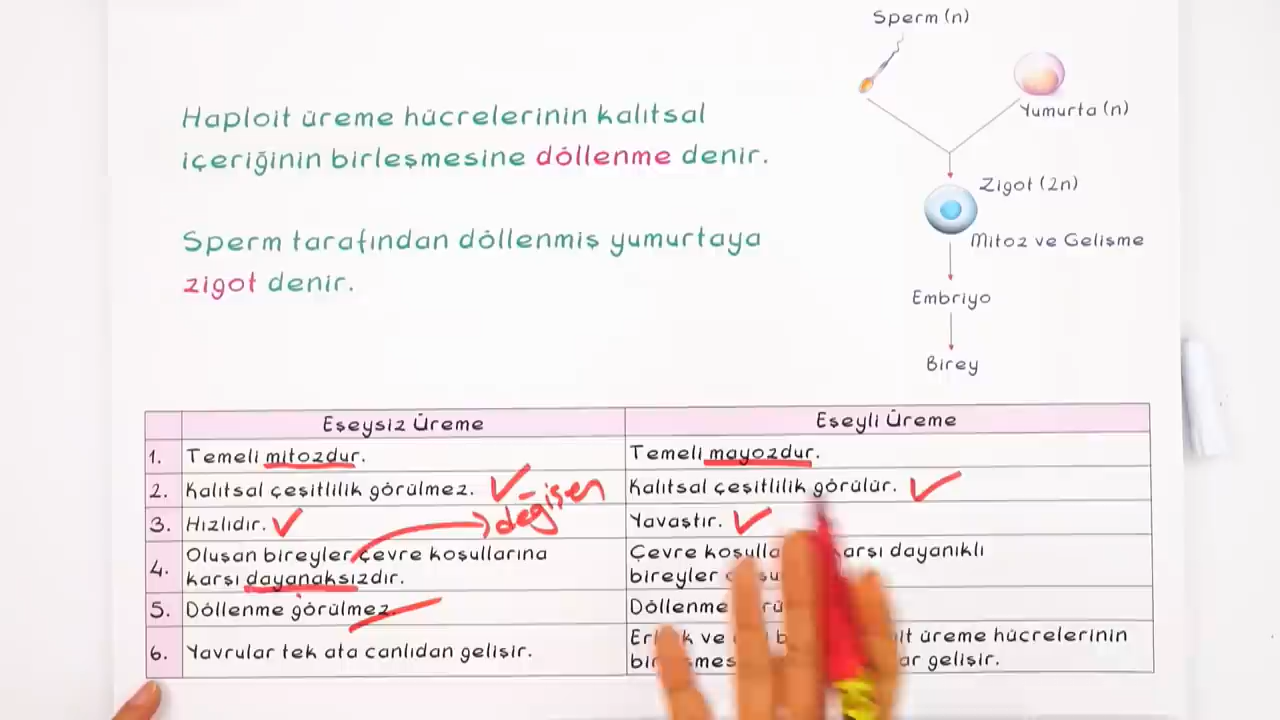 Sperm (n)
Yumurta (n)
Haploit üreme hücrelerinin kalıtsal
içeriğinin birleşmesine döllenme denir.
Zigot (2n)
Sperm tarafından döllenmiş yumurtaya
zigot denir.
Mitoz ve Gelişme
Embriyo
Birey
Eşeysiz Üreme
Eşeyli Üreme
1. Temeli mitozdur.
Temeli mayozdur.
2. Kalıtsal çeşitlilik görülmez.
Kalıtsal çeşitlilik görülür.
3. Hızlıdır.
değişen
Yavaştır.
4. Oluşan bireyler çevre koşullarına
karşı dayanaksızdır.
Çevre arşı dayanıklı
bireyler
5. Döllenme görülmez.
Döllenme
6. Yavrular tek ata canlıdan gelişir.
ve üreme hücrelerinin
gelişir.